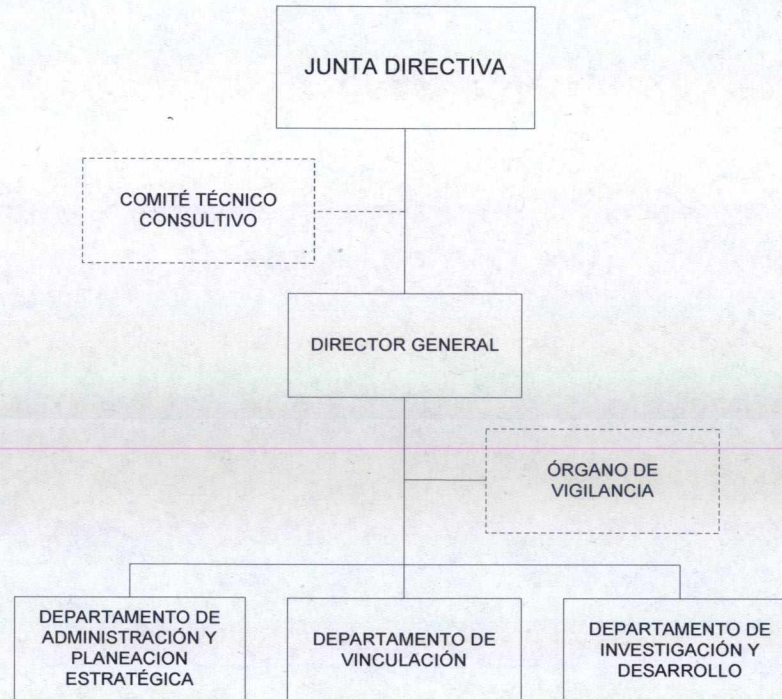 JUNTA DIRECTIVA
COMITÉ TÉCNICO
CONSULTIVO
DIRECTOR GENERAL
ÓRGANO DE
VIGILANCIA
DEPARTAMENTO DE
ADMINISTRACIÓN Y
PLANEACION
ESTRATÉGICA
DEPARTAMENTO DE
VINCULACIÓN
DEPARTAMENTO DE
INVESTIGACIÓN Y
DESARROLLO